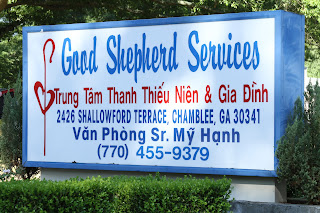 Good Shepherd Services
Trung Tâm Thanh Thiếu Niên & Gia Đình
2426 SHALLOWFORD TERRACE, CHAMBLEE, GA 30341
Văn Phòng Sr. Mỹ Hạnh
(770) 455-9379